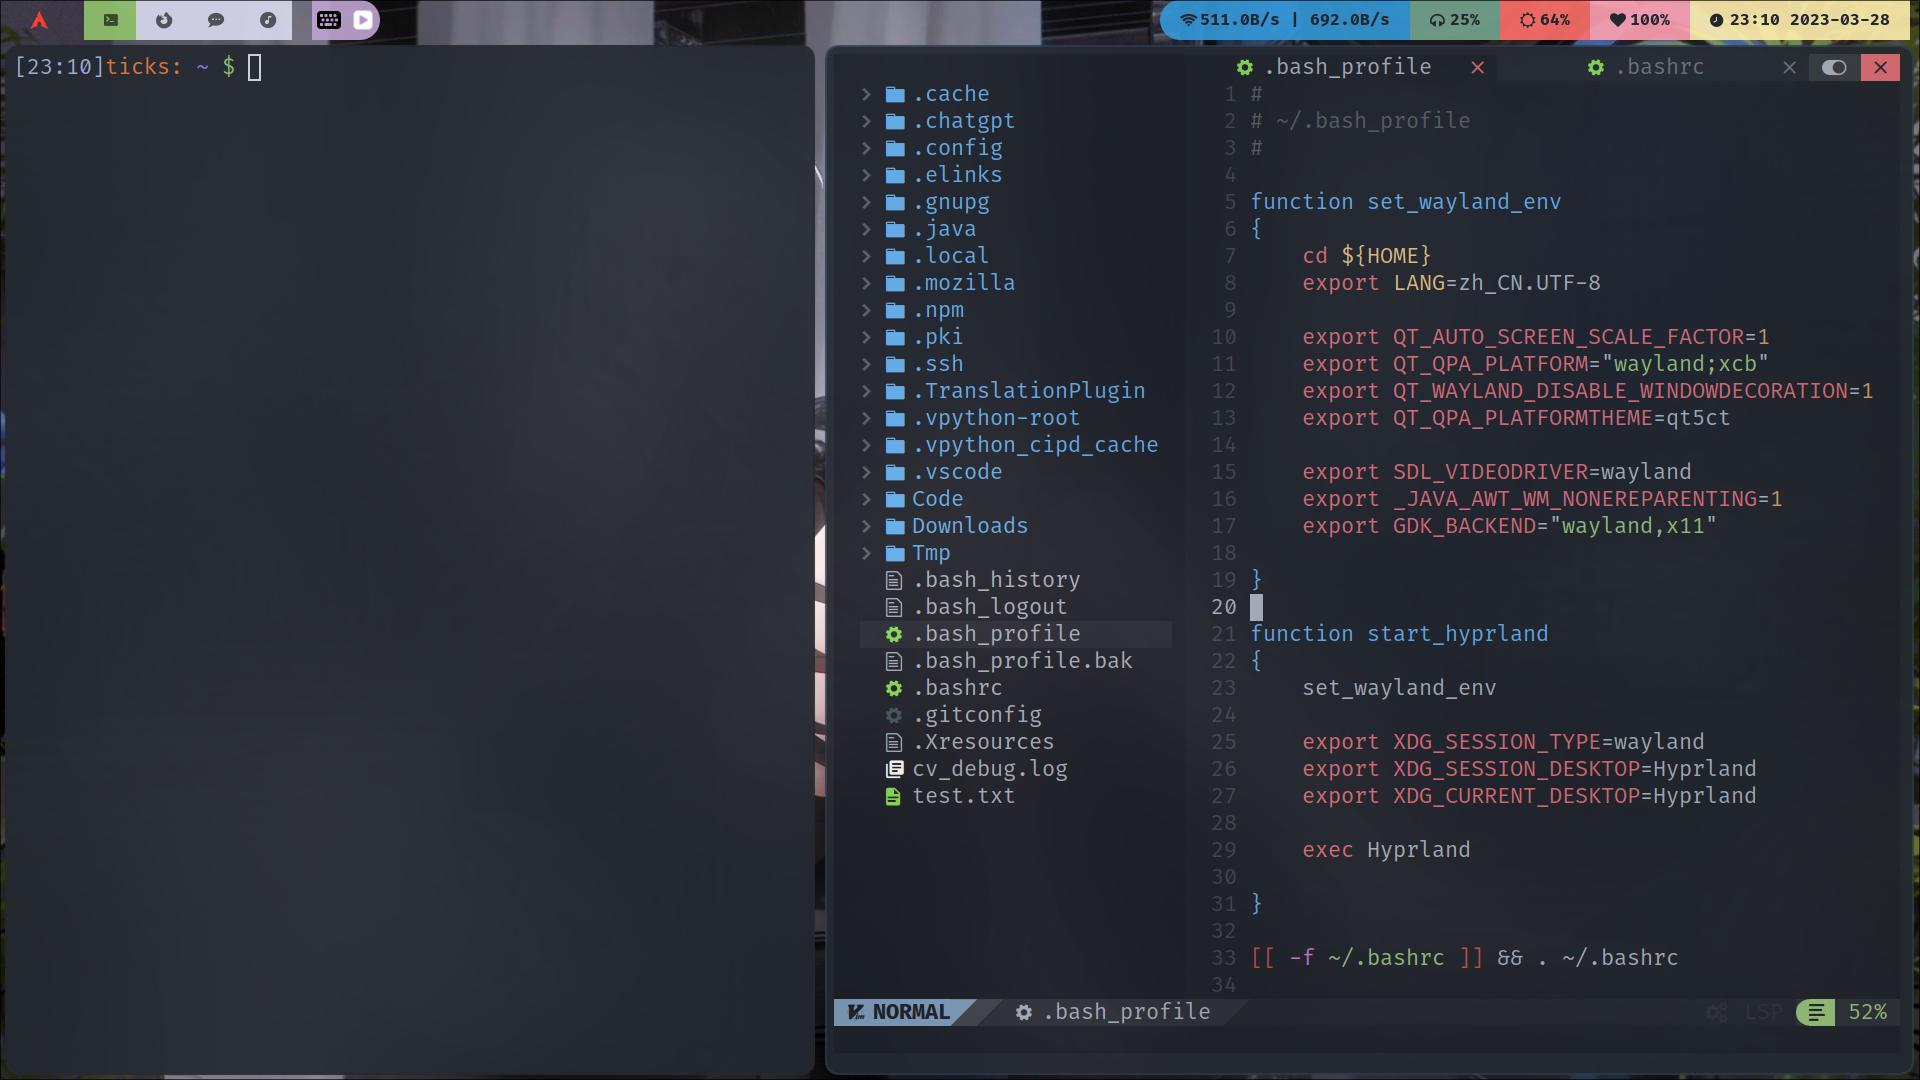 511.0B/s | 692.0B/s 25% 64% 100% 23:10 2023-03-28
[23:10]ticks: ~ $
.cache
.chatgpt
.config
.elinks
.gnupg
.java
.local
.mozilla
.npm
.pki
.ssh
.TranslationPlugin
.vpython-root
.vpython_cipd_cache
.vscode
Code
Downloads
Tmp
.bash_history
.bash_logout
.bash_profile
.bash_profile.bak
.bashrc
.gitconfig
.Xresources
cv_debug.log
test.txt
.bash_profile × .bashrc ×
1 #
2 # ~/.bash_profile
3 #
4
5 function set_wayland_env
6 {
7 cd ${HOME}
8 export LANG=zh_CN.UTF-8
9
10 export QT_AUTO_SCREEN_SCALE_FACTOR=1
11 export QT_QPA_PLATFORM="wayland;xcb"
12 export QT_WAYLAND_DISABLE_WINDOWDECORATION=1
13 export QT_QPA_PLATFORMTHEME=qt5ct
14
15 export SDL_VIDEODRIVER=wayland
16 export _JAVA_AWT_WM_NONEREPARENTING=1
17 export GDK_BACKEND="wayland,x11"
18
19 }
20
21 function start_hyprland
22 {
23 set_wayland_env
24
25 export XDG_SESSION_TYPE=wayland
26 export XDG_SESSION_DESKTOP=Hyprland
27 export XDG_CURRENT_DESKTOP=Hyprland
28
29 exec Hyprland
30
31 }
32
33 [[ -f ~/.bashrc ]] && . ~/.bashrc
34
NORMAL .bash_profile LSP 52%